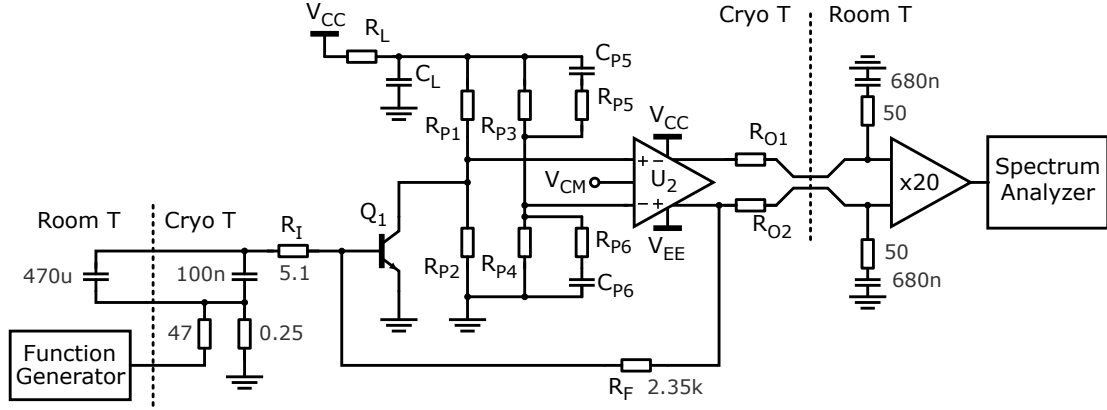 Cryo T
Room T
V_CC
R_L
C_L
C_P5
R_P5
R_P1
R_P3
V_CC
R_O1
680n
50
+ −
V_CM
U_2
− +
x20
Spectrum
Analyzer
Room T
Cryo T
R_I
5.1
Q_1
R_P2
R_P4
R_P6
C_P6
V_EE
R_O2
50
680n
470u
100n
47
0.25
Function
Generator
R_F
2.35k